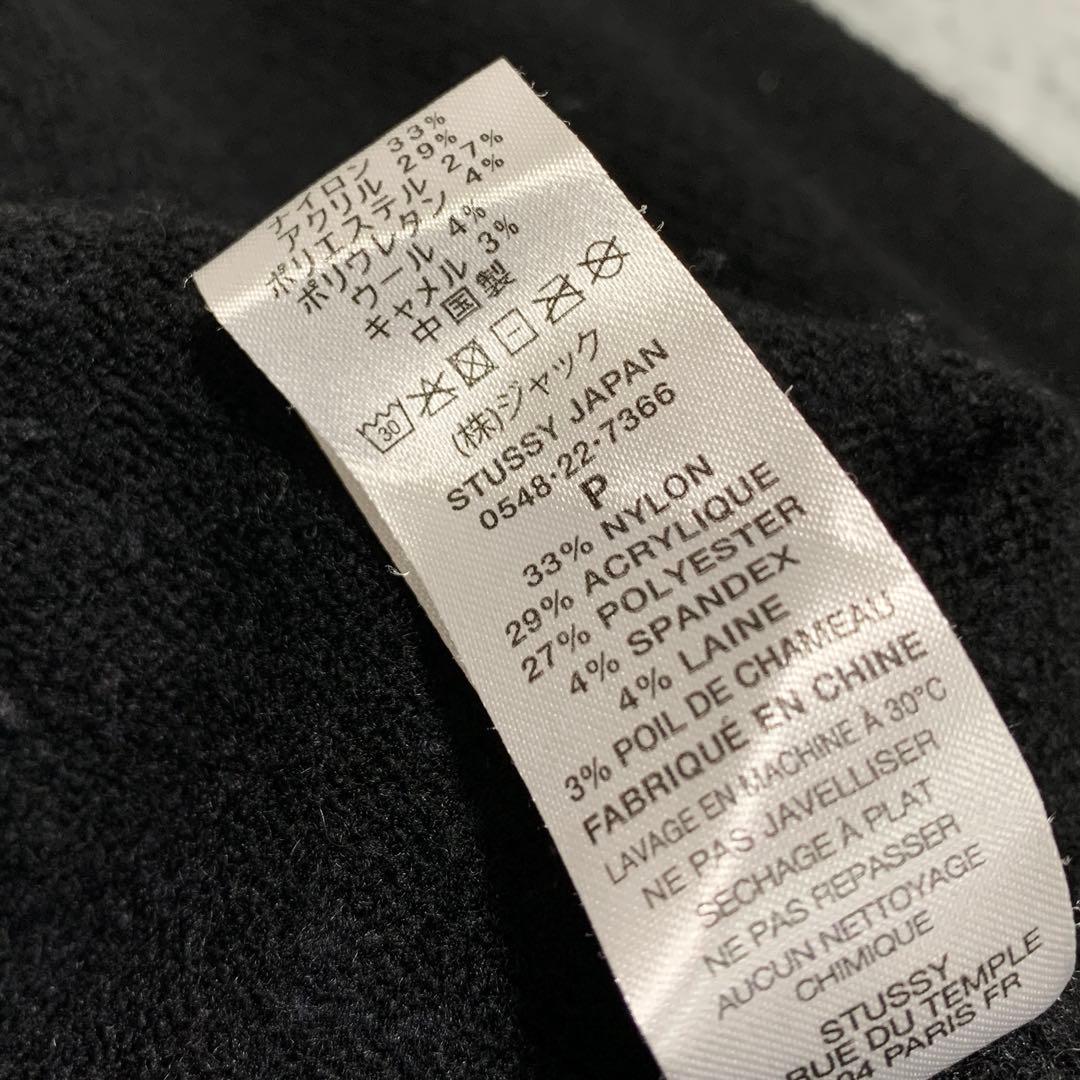 ナイロン 33%
アクリル 29%
ポリエステル 27%
ポリウレタン 4%
ウール 4%
キャメル 3%
中国製
30
(株)ジャック
STUSSY JAPAN
0548-22-7366
P
33% NYLON
29% ACRYLIQUE
27% POLYESTER
4% SPANDEX
4% LAINE
3% POIL DE CHAMEAU
FABRIQUÉ EN CHINE
LAVAGE EN MACHINE À 30°C
NE PAS JAVELLISER
SECHAGE À PLAT
NE PAS REPASSER
AUCUN NETTOYAGE
CHIMIQUE
STUSSY
RUE DU TEMPLE
04 PARIS FR